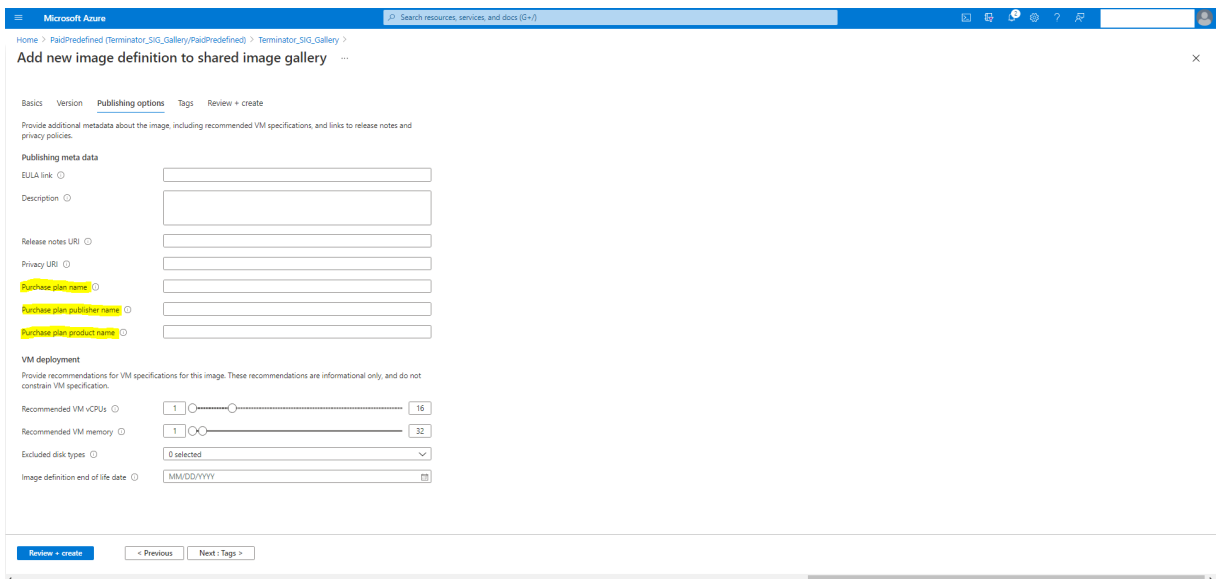 Microsoft Azure
Search resources, services, and docs (G+/)
2
Home > PaidPredefined (Terminator_SIG_Gallery/PaidPredefined) > Terminator_SIG_Gallery >
Add new image definition to shared image gallery ...
Basics Version Publishing options Tags Review + create
Provide additional metadata about the image, including recommended VM specifications, and links to release notes and
privacy policies.
Publishing meta data
EULA link
Description
Release notes URI
Privacy URI
Purchase plan name
Purchase plan publisher name
Purchase plan product name
VM deployment
Provide recommendations for VM specifications for this image. These recommendations are informational only, and do not
constrain VM specification.
Recommended VM vCPUs 1 16
Recommended VM memory 1 32
Excluded disk types 0 selected
Image definition end of life date MM/DD/YYYY
Review + create < Previous Next : Tags >